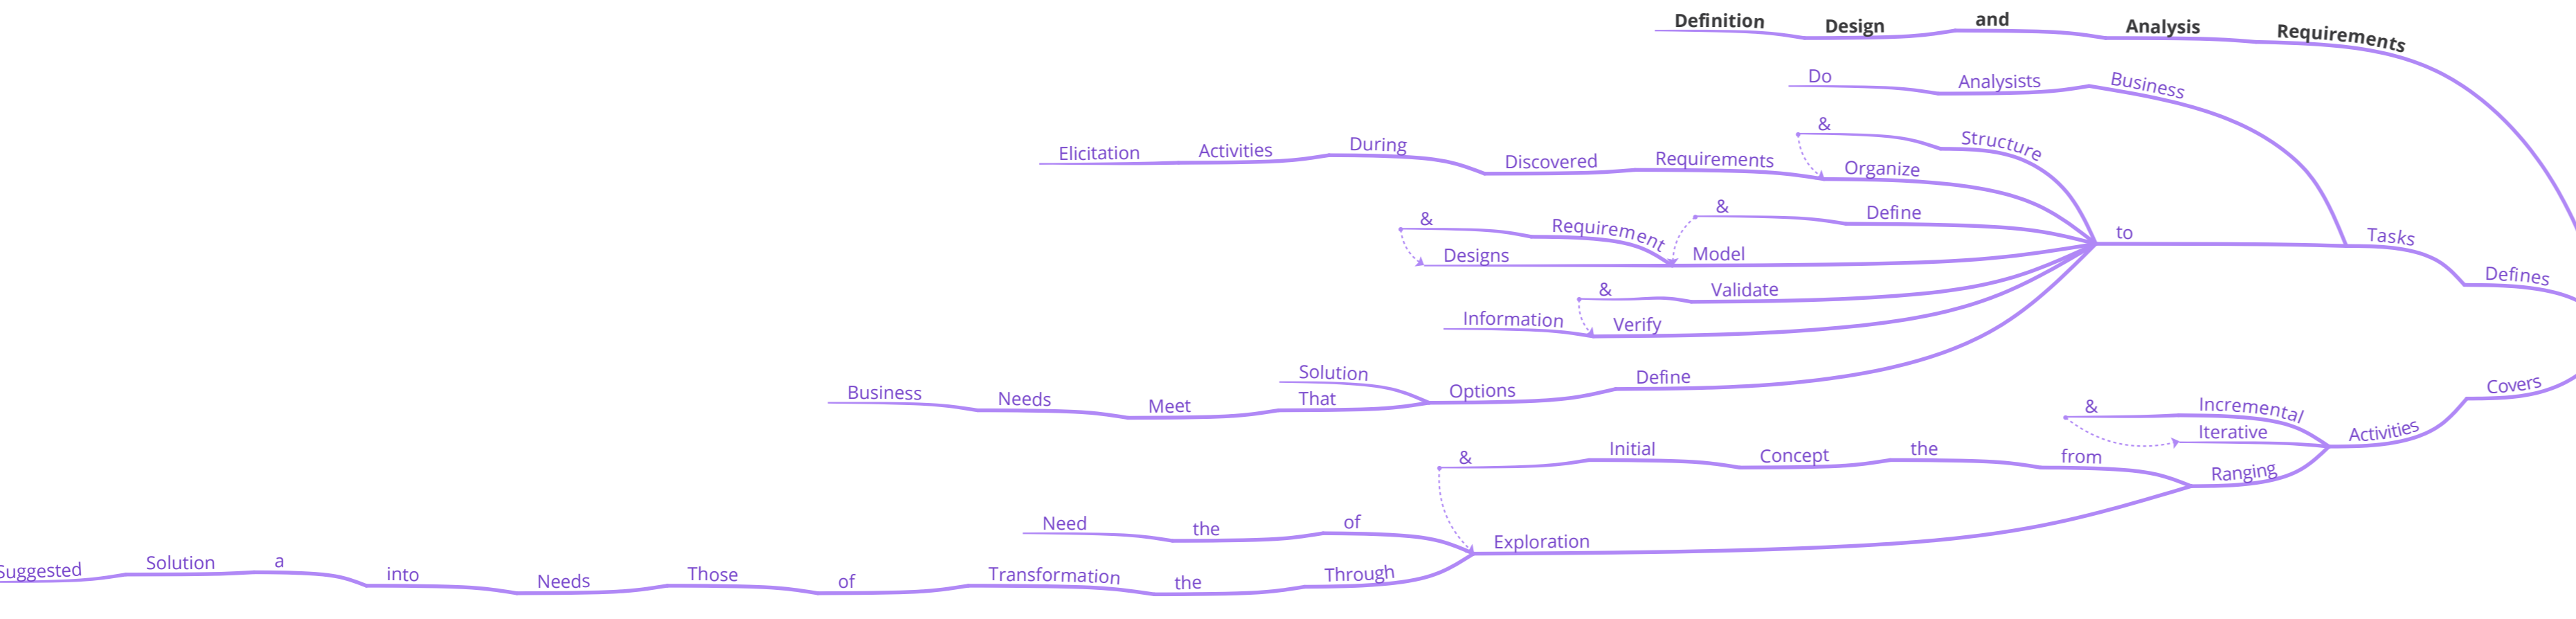 Definition Design and Analysis Requirements
Do Analysists Business
& Structure
Elicitation Activities During Discovered Requirements Organize
& Define
& Requirement
Designs Model
to Tasks Defines
& Validate
Information Verify
Solution
Business Needs Meet That Options Define
Covers
& Incremental
Iterative Activities
& Initial Concept the from Ranging
Need the of
Exploration
Suggested Solution a into Needs Those of Transformation the Through